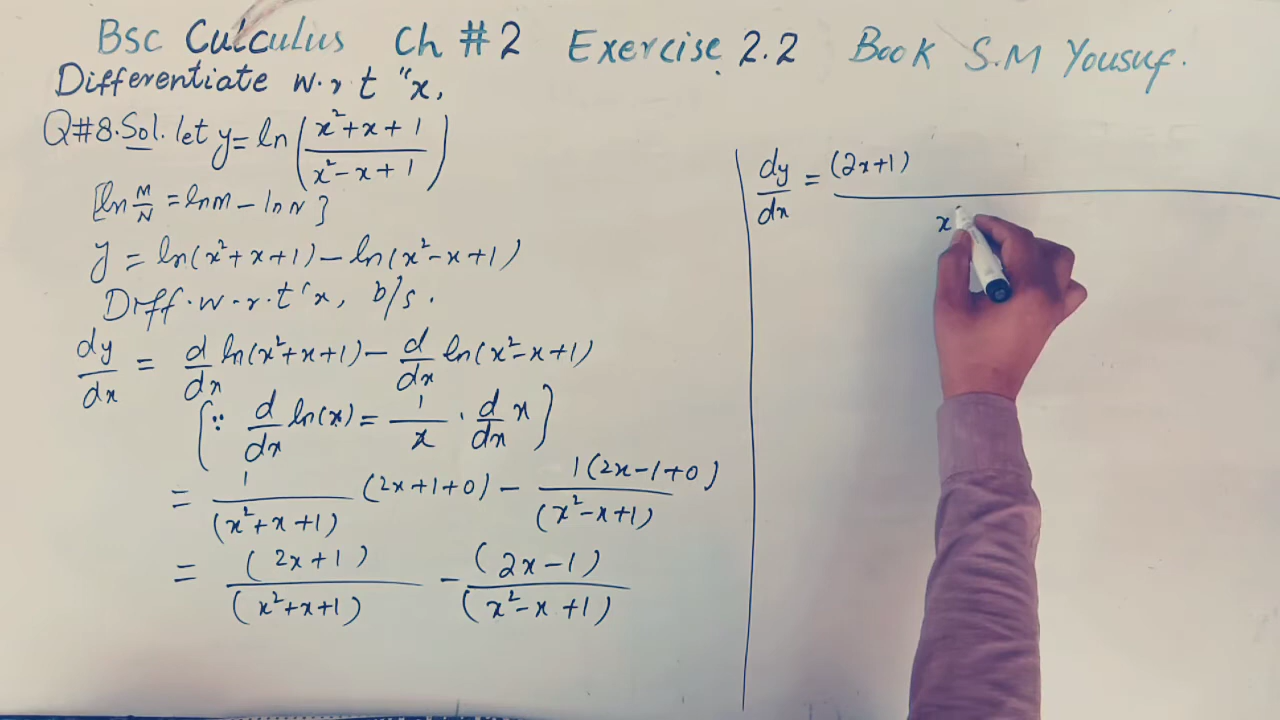 Bsc Calculus Ch #2 Exercise 2.2 Book S.M Yousuf.
Differentiate w.r t "x,
Q#8.Sol. let y = ln((x²+x+1)/(x²-x+1))
[ln M/N = lnM - lnN]
y = ln(x²+x+1) - ln(x²-x+1)
Diff.w.r.t "x, b/s.
dy/dx = d/dx ln(x²+x+1) - d/dx ln(x²-x+1)
(∵ d/dx ln(x) = 1/x · d/dx x)
= 1/(x²+x+1) (2x+1+0) - 1(2x-1+0)/(x²-x+1)
= (2x+1)/(x²+x+1) - (2x-1)/(x²-x+1)
dy/dx = (2x+1)
x